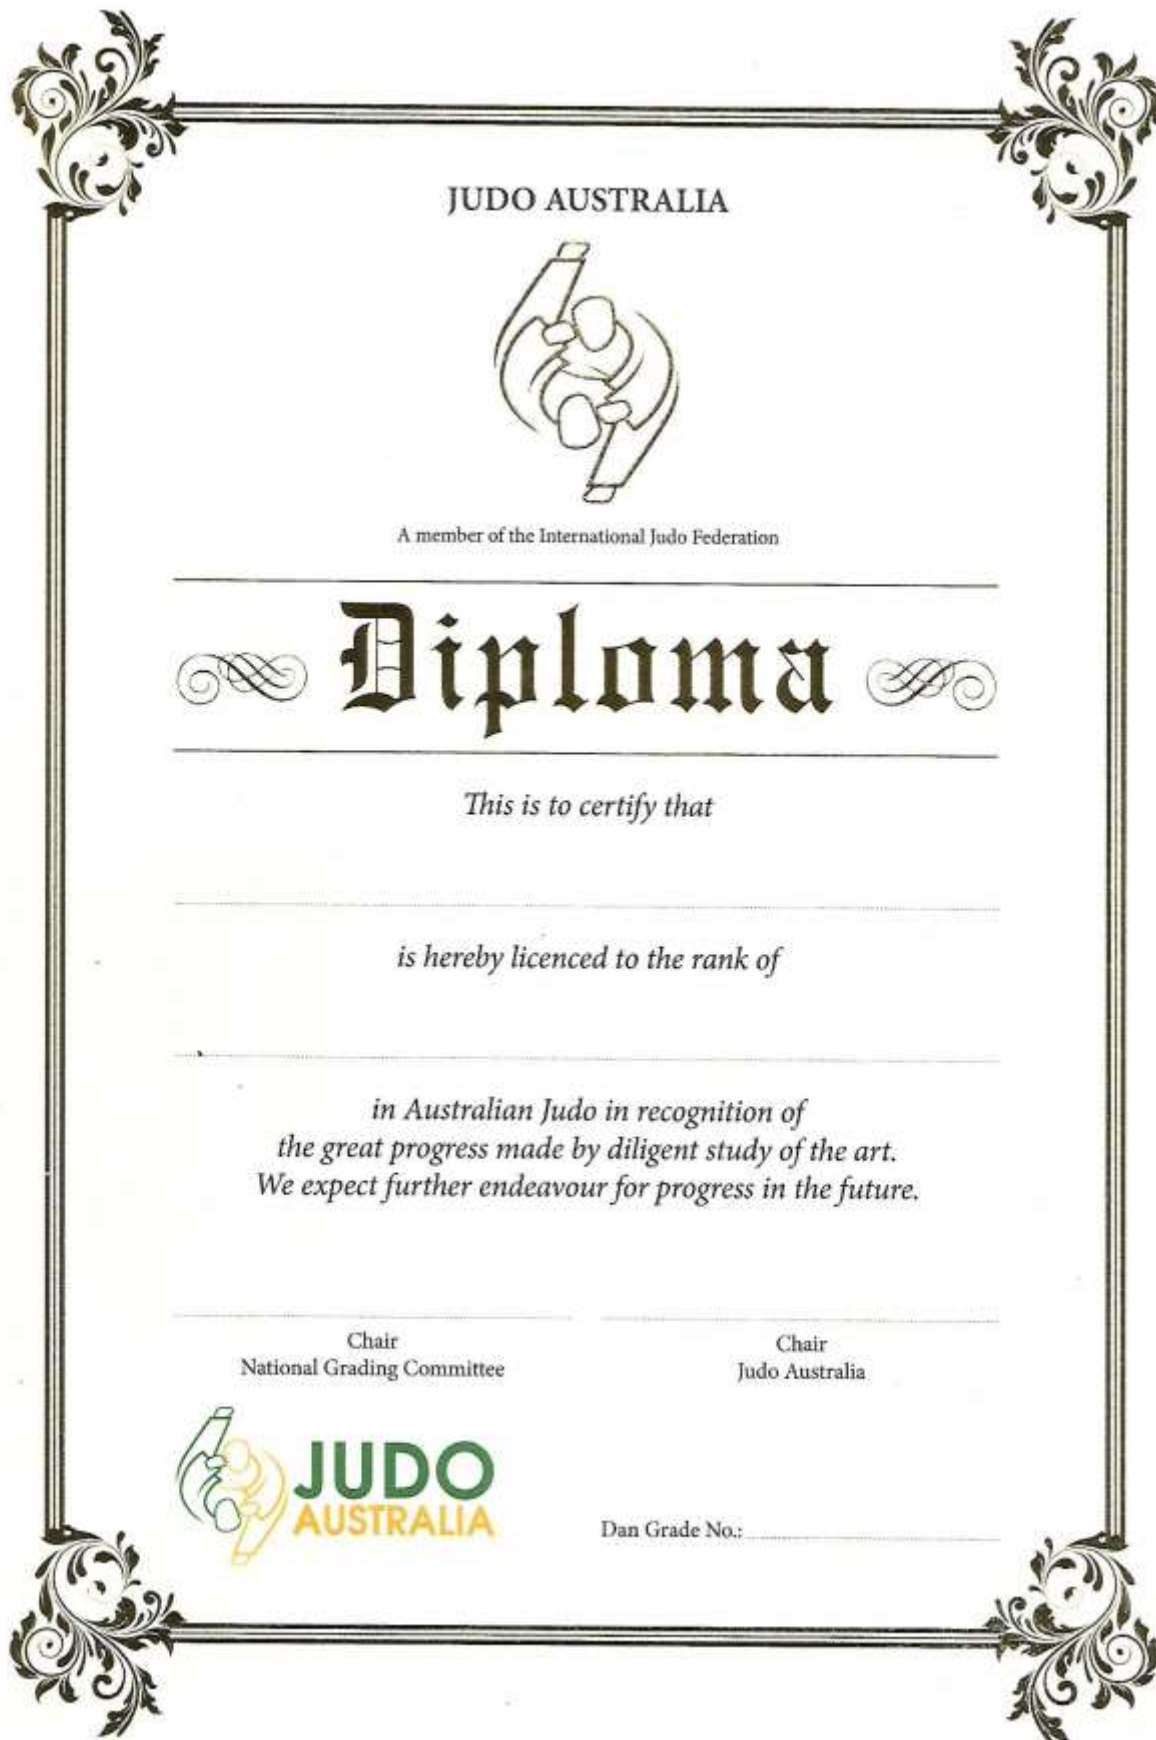 JUDO AUSTRALIA
A member of the International Judo Federation
Diploma
This is to certify that
is hereby licenced to the rank of
in Australian Judo in recognition of
the great progress made by diligent study of the art.
We expect further endeavour for progress in the future.
Chair
National Grading Committee
Chair
Judo Australia
JUDO
AUSTRALIA
Dan Grade No.: